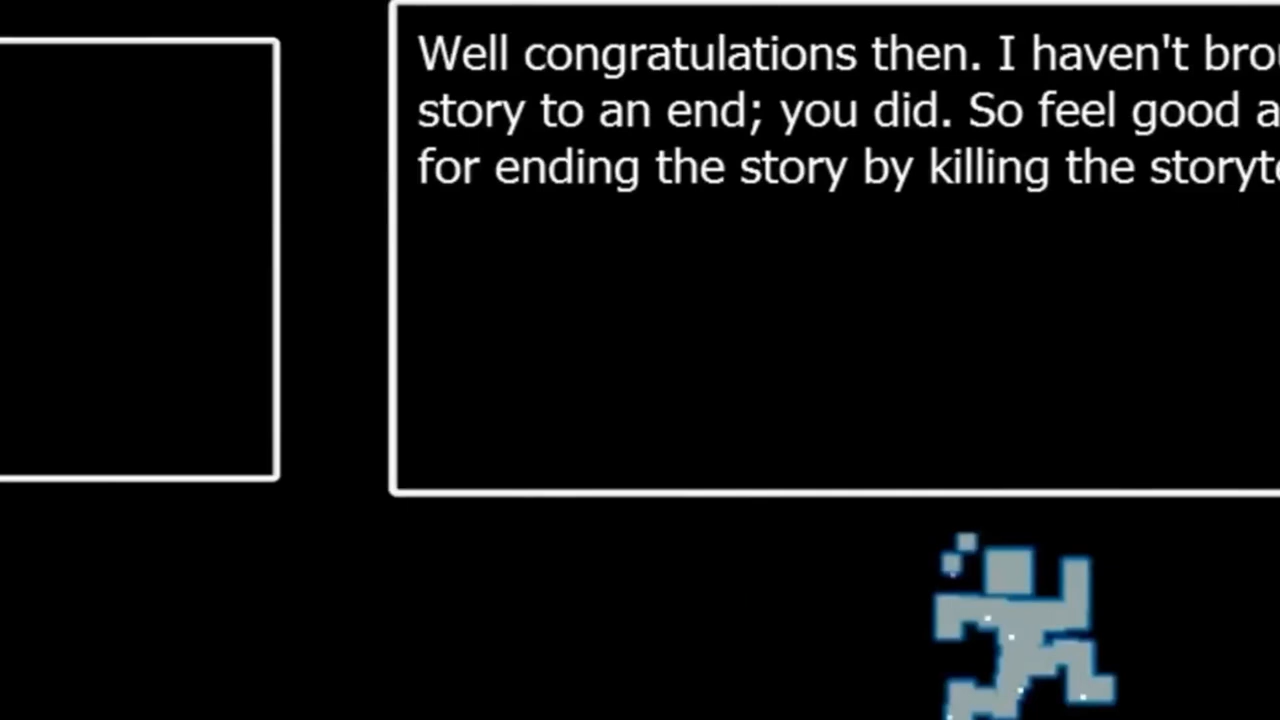 Well congratulations then. I haven't
story to an end; you did. So feel good
for ending the story by killing the